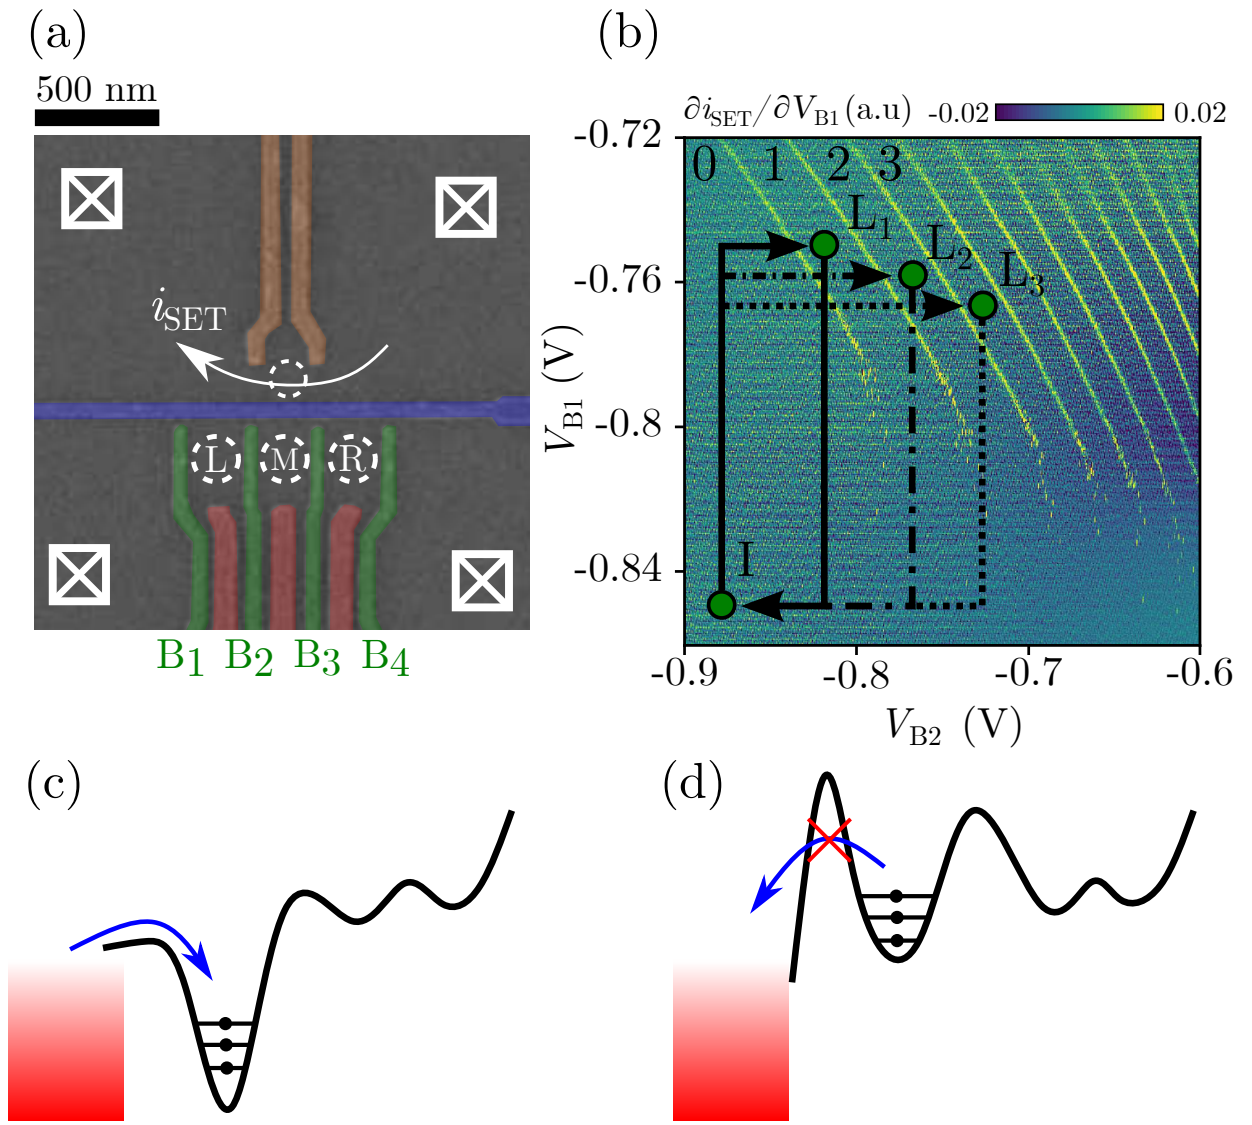 (a)
500 nm
i_SET
L M R
B1 B2 B3 B4
(b)
∂i_SET/∂V_B1(a.u) -0.02 0.02
-0.72
-0.76
-0.8
-0.84
V_B1 (V)
0 1 2 3
L1
L2
L3
I
-0.9 -0.8 -0.7 -0.6
V_B2 (V)
(c)
(d)